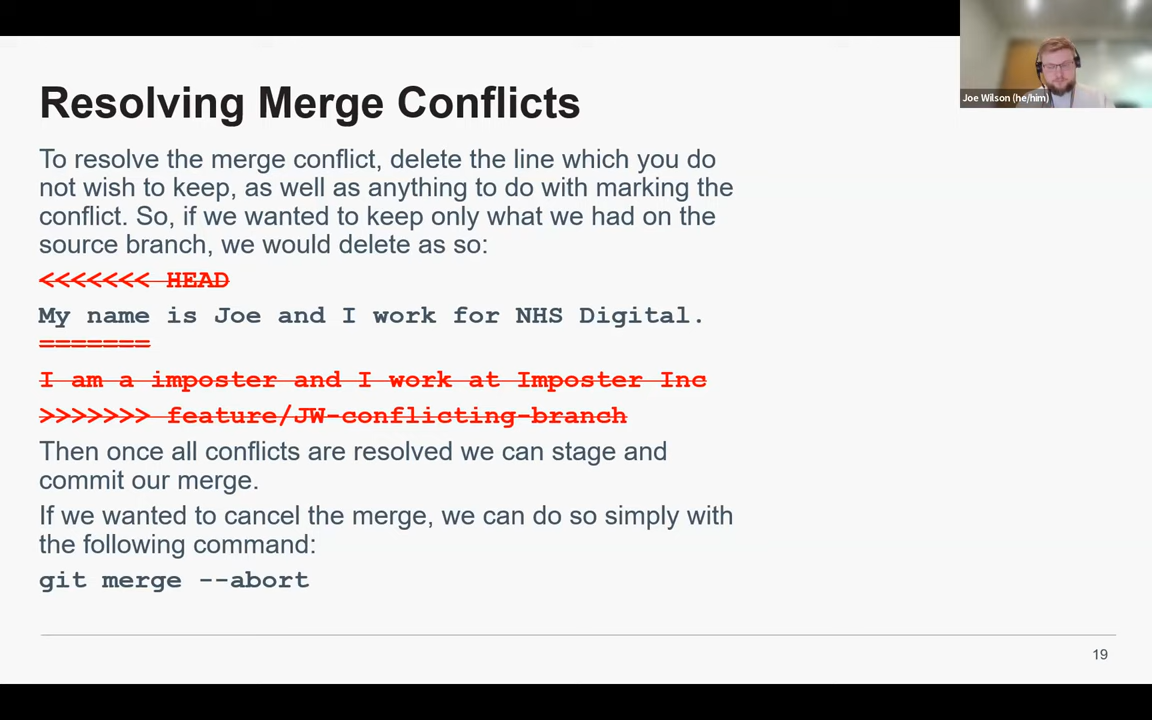 Resolving Merge Conflicts
Joe Wilson (he/him)
To resolve the merge conflict, delete the line which you do
not wish to keep, as well as anything to do with marking the
conflict. So, if we wanted to keep only what we had on the
source branch, we would delete as so:
<<<<<<< HEAD
My name is Joe and I work for NHS Digital.
=======
I am a imposter and I work at Imposter Inc
>>>>>>> feature/JW-conflicting-branch
Then once all conflicts are resolved we can stage and
commit our merge.
If we wanted to cancel the merge, we can do so simply with
the following command:
git merge --abort
19